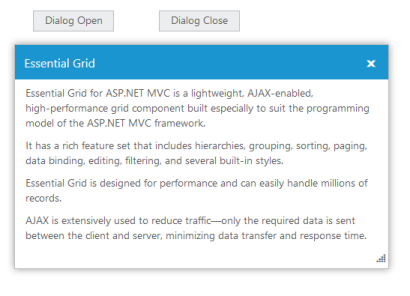 Dialog Open Dialog Close
Essential Grid
Essential Grid for ASP.NET MVC is a lightweight, AJAX-enabled,
high-performance grid component built especially to suit the programming
model of the ASP.NET MVC framework.
It has a rich feature set that includes hierarchies, grouping, sorting, paging,
data binding, editing, filtering, and several built-in styles.
Essential Grid is designed for performance and can easily handle millions of
records.
AJAX is extensively used to reduce traffic—only the required data is sent
between the client and server, minimizing data transfer and response time.